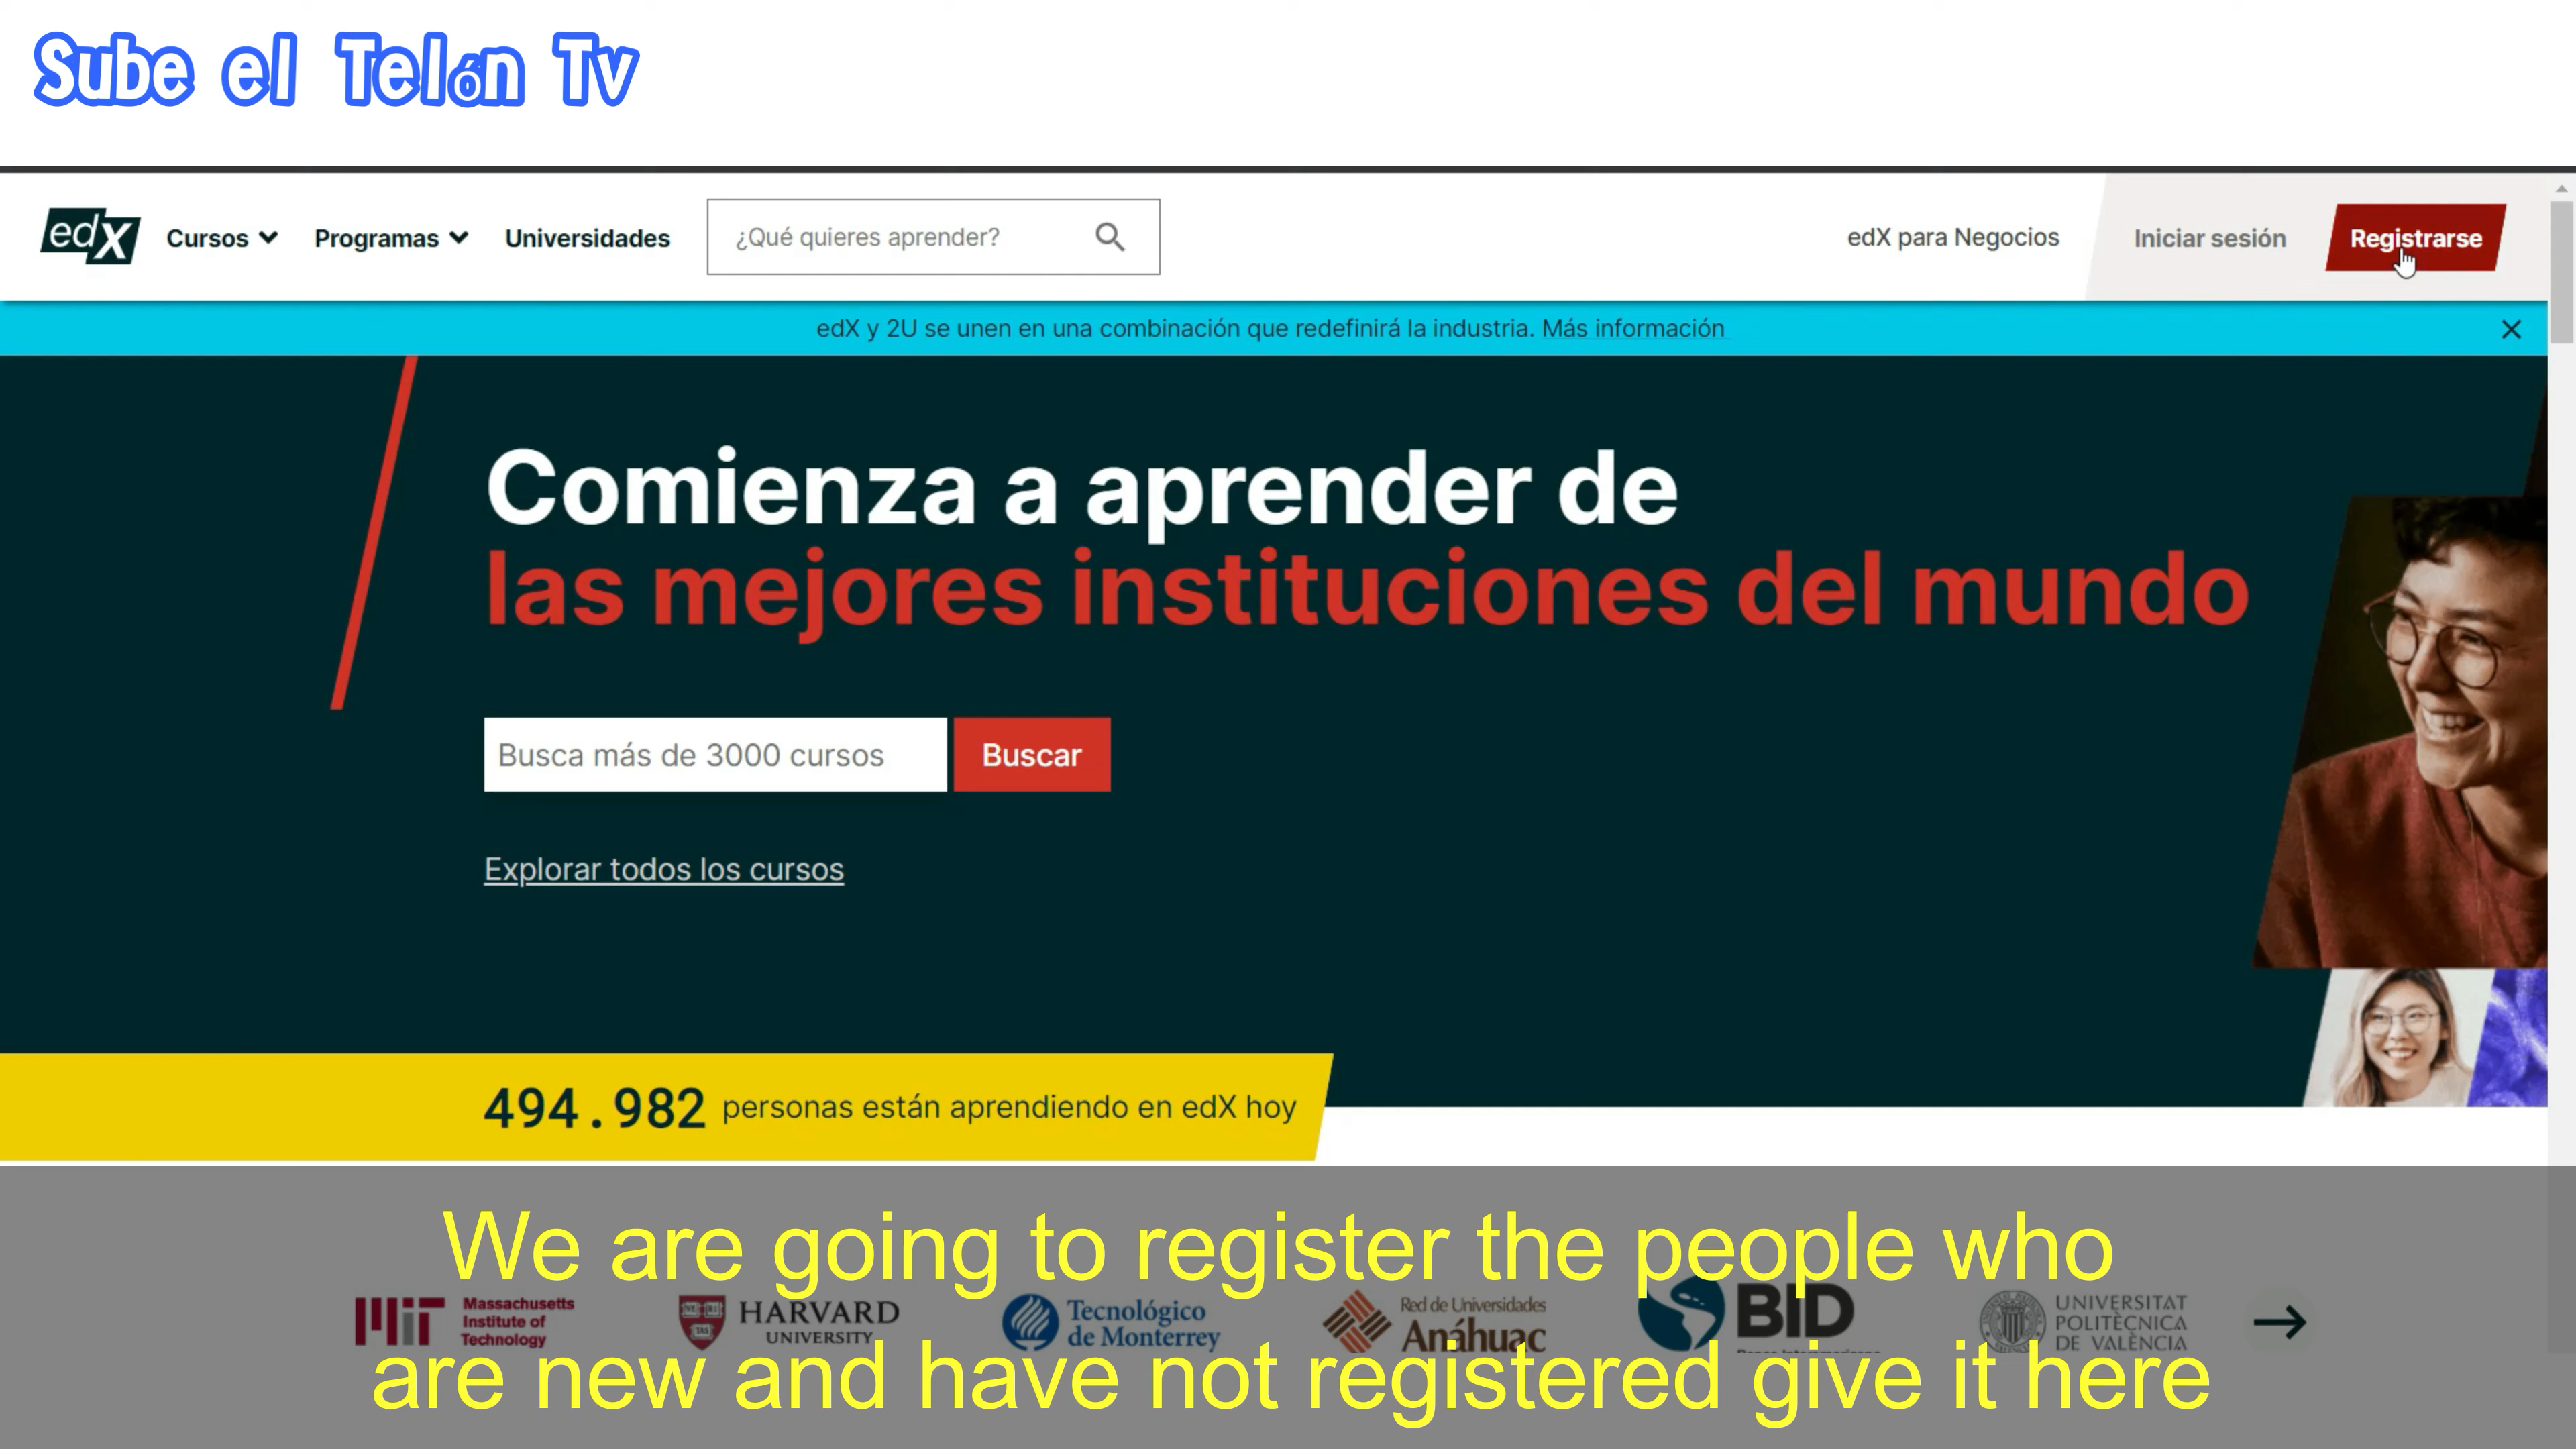 Sube el Telón Tv
edX
Cursos
Programas
Universidades
¿Qué quieres aprender?
edX para Negocios
Iniciar sesión
Registrarse
edX y 2U se unen en una combinación que redefinirá la industria. Más información
Comienza a aprender de
las mejores instituciones del mundo
Busca más de 3000 cursos
Buscar
Explorar todos los cursos
494.982 personas están aprendiendo en edX hoy
We are going to register the people who
MIT
Massachusetts
Institute of
Technology
VE RI
TAS
HARVARD
UNIVERSITY
Tecnológico
de Monterrey
Red de Universidades
Anáhuac
BID
UNIVERSITAT
POLITÈCNICA
DE VALÈNCIA
are new and have not registered give it here